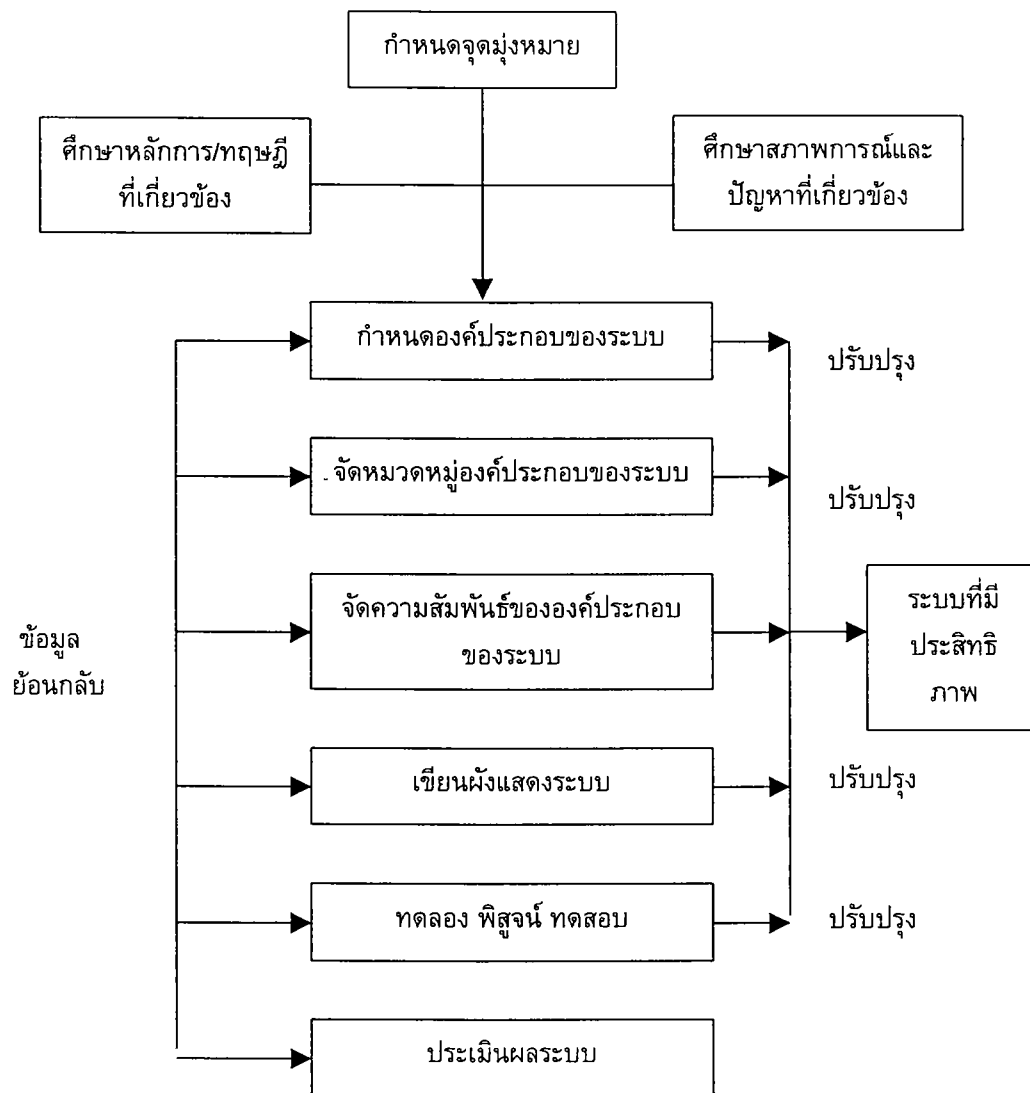 กำหนดจุดมุ่งหมาย
ศึกษาหลักการ/ทฤษฎี
ที่เกี่ยวข้อง
ศึกษาสภาพการณ์และ
ปัญหาที่เกี่ยวข้อง
กำหนดองค์ประกอบของระบบ
ปรับปรุง
จัดหมวดหมู่องค์ประกอบของระบบ
ปรับปรุง
จัดความสัมพันธ์ขององค์ประกอบ
ของระบบ
ระบบที่มี
ประสิทธิ
ภาพ
ข้อมูล
ย้อนกลับ
เขียนผังแสดงระบบ
ปรับปรุง
ทดลอง พิสูจน์ ทดสอบ
ปรับปรุง
ประเมินผลระบบ